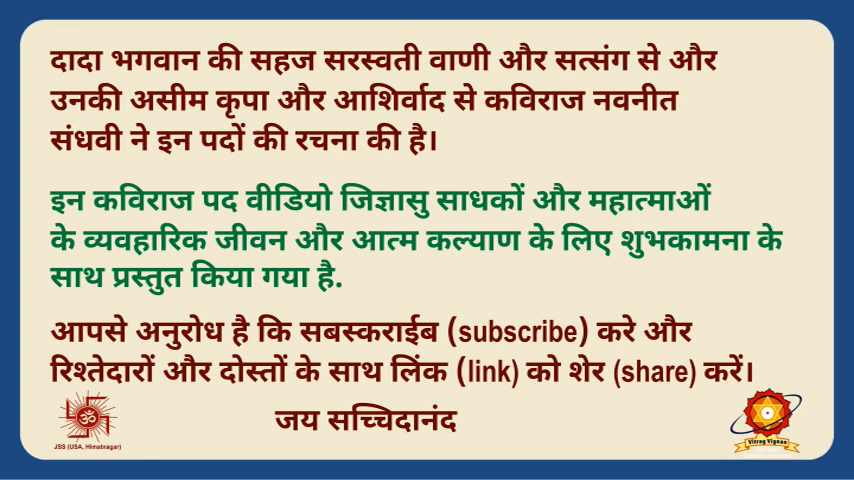 दादा भगवान की सहज सरस्वती वाणी और सत्संग से और
उनकी असीम कृपा और आशिर्वाद से कविराज नवनीत
संघवी ने इन पदों की रचना की है।
इन कविराज पद वीडियो जिज्ञासु साधकों और महात्माओं
के व्यवहारिक जीवन और आत्म कल्याण के लिए शुभकामना के
साथ प्रस्तुत किया गया है.
आपसे अनुरोध है कि सबस्कराईब (subscribe) करे और
रिश्तेदारों और दोस्तों के साथ लिंक (link) को शेर (share) करें।
जय सच्चिदानंद
JSS (USA, Himatnagar)
Vitrag Vignan